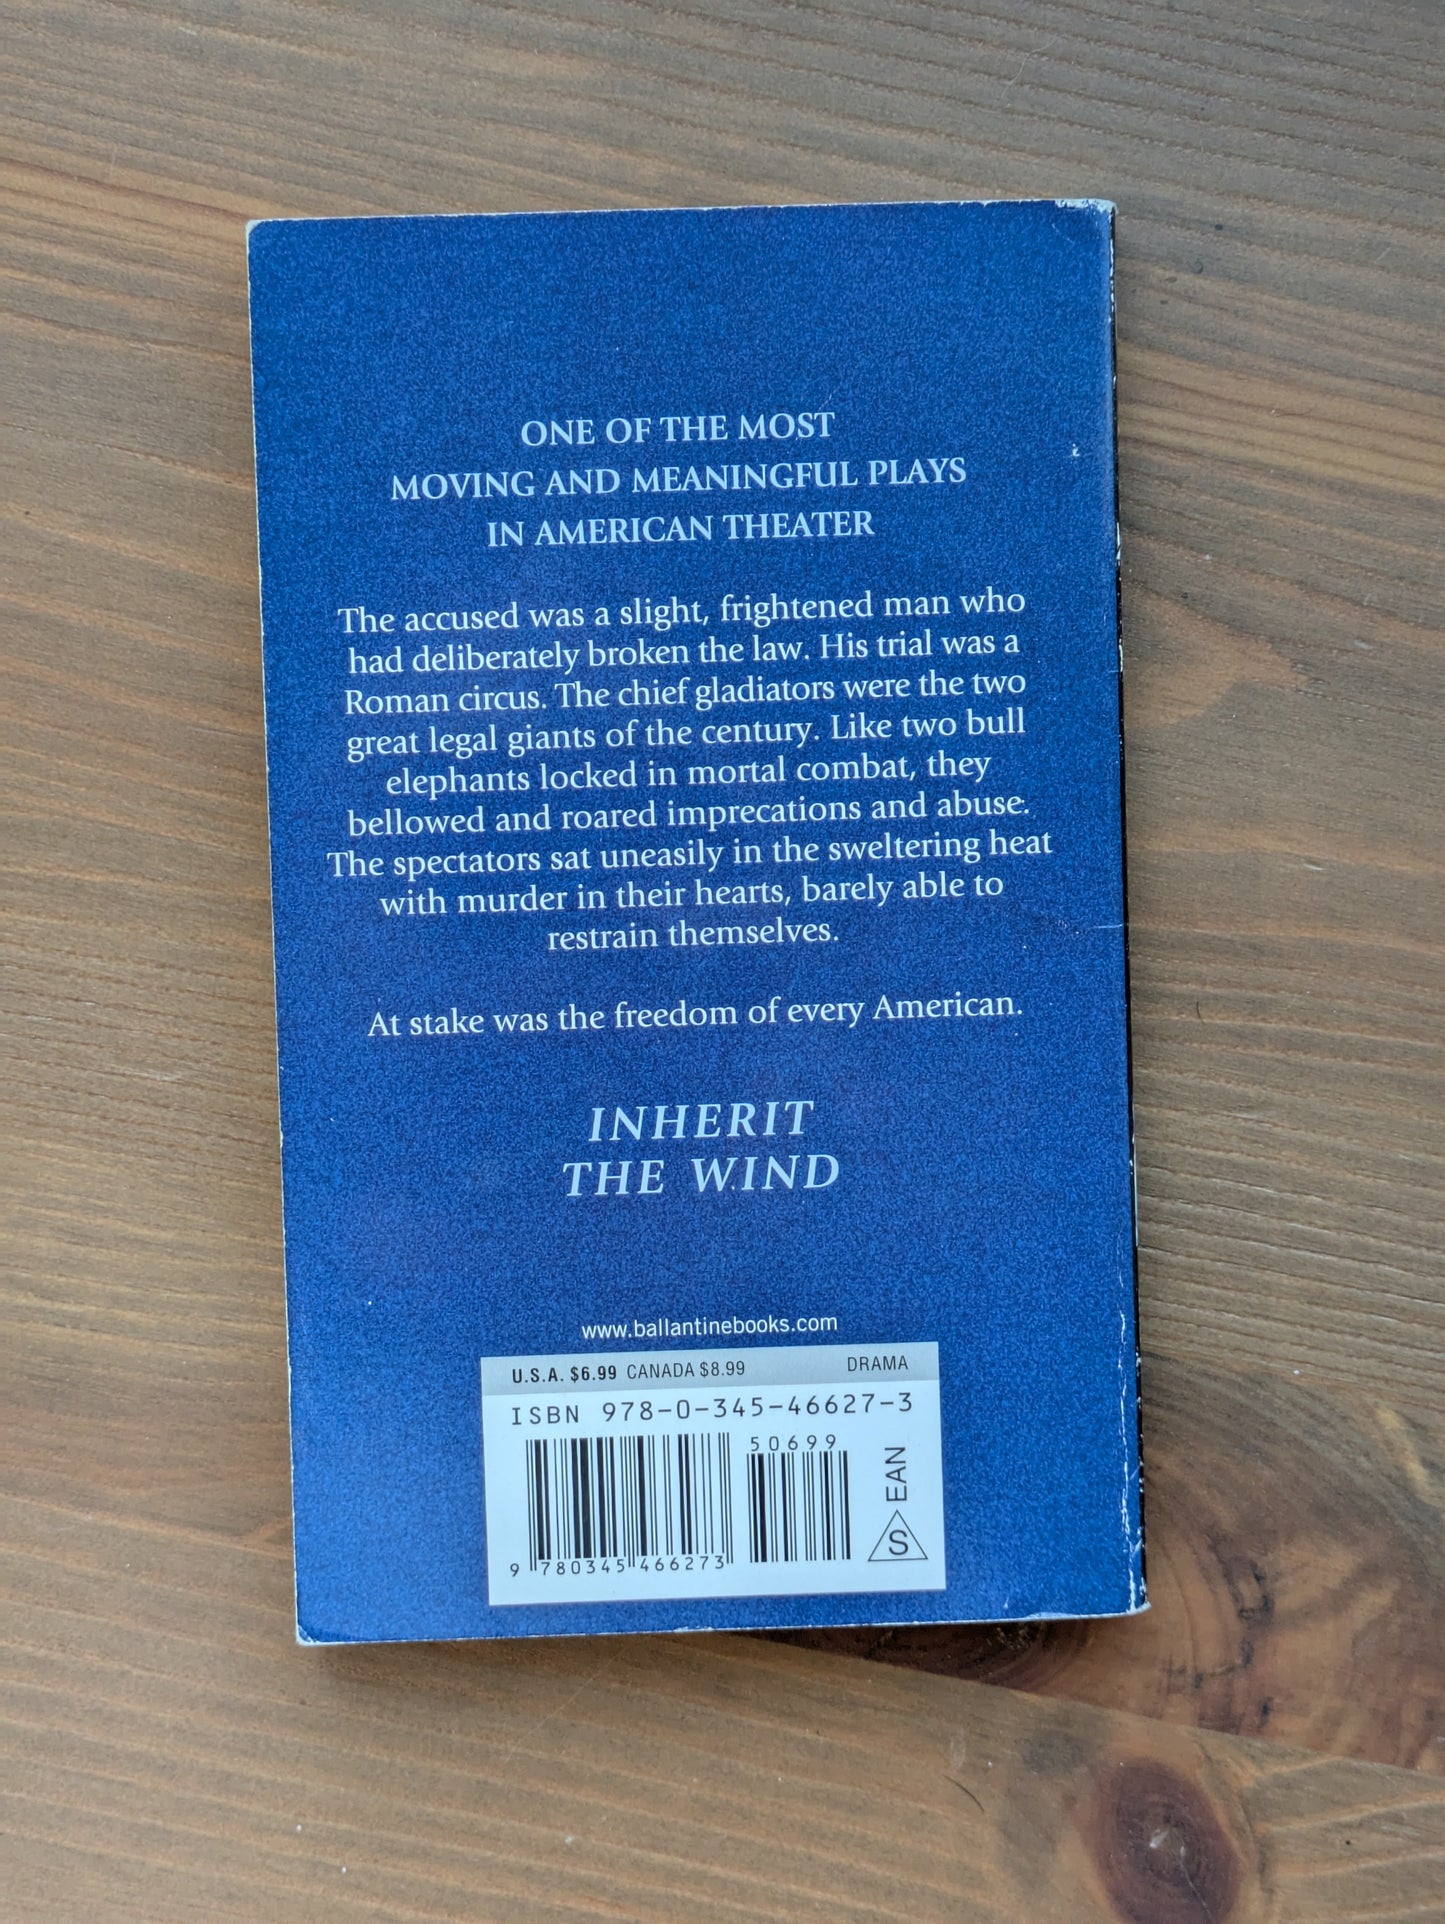 ONE OF THE MOST
MOVING AND MEANINGFUL PLAYS
IN AMERICAN THEATER
The accused was a slight, frightened man who
had deliberately broken the law. His trial was a
Roman circus. The chief gladiators were the two
great legal giants of the century. Like two bull
elephants locked in mortal combat, they
bellowed and roared imprecations and abuse.
The spectators sat uneasily in the sweltering heat
with murder in their hearts, barely able to
restrain themselves.
At stake was the freedom of every American.
INHERIT
THE WIND
www.ballantinebooks.com
U.S.A. $6.99 CANADA $8.99 DRAMA
ISBN 978-0-345-46627-3
50699
9 780345 466273
EAN
S